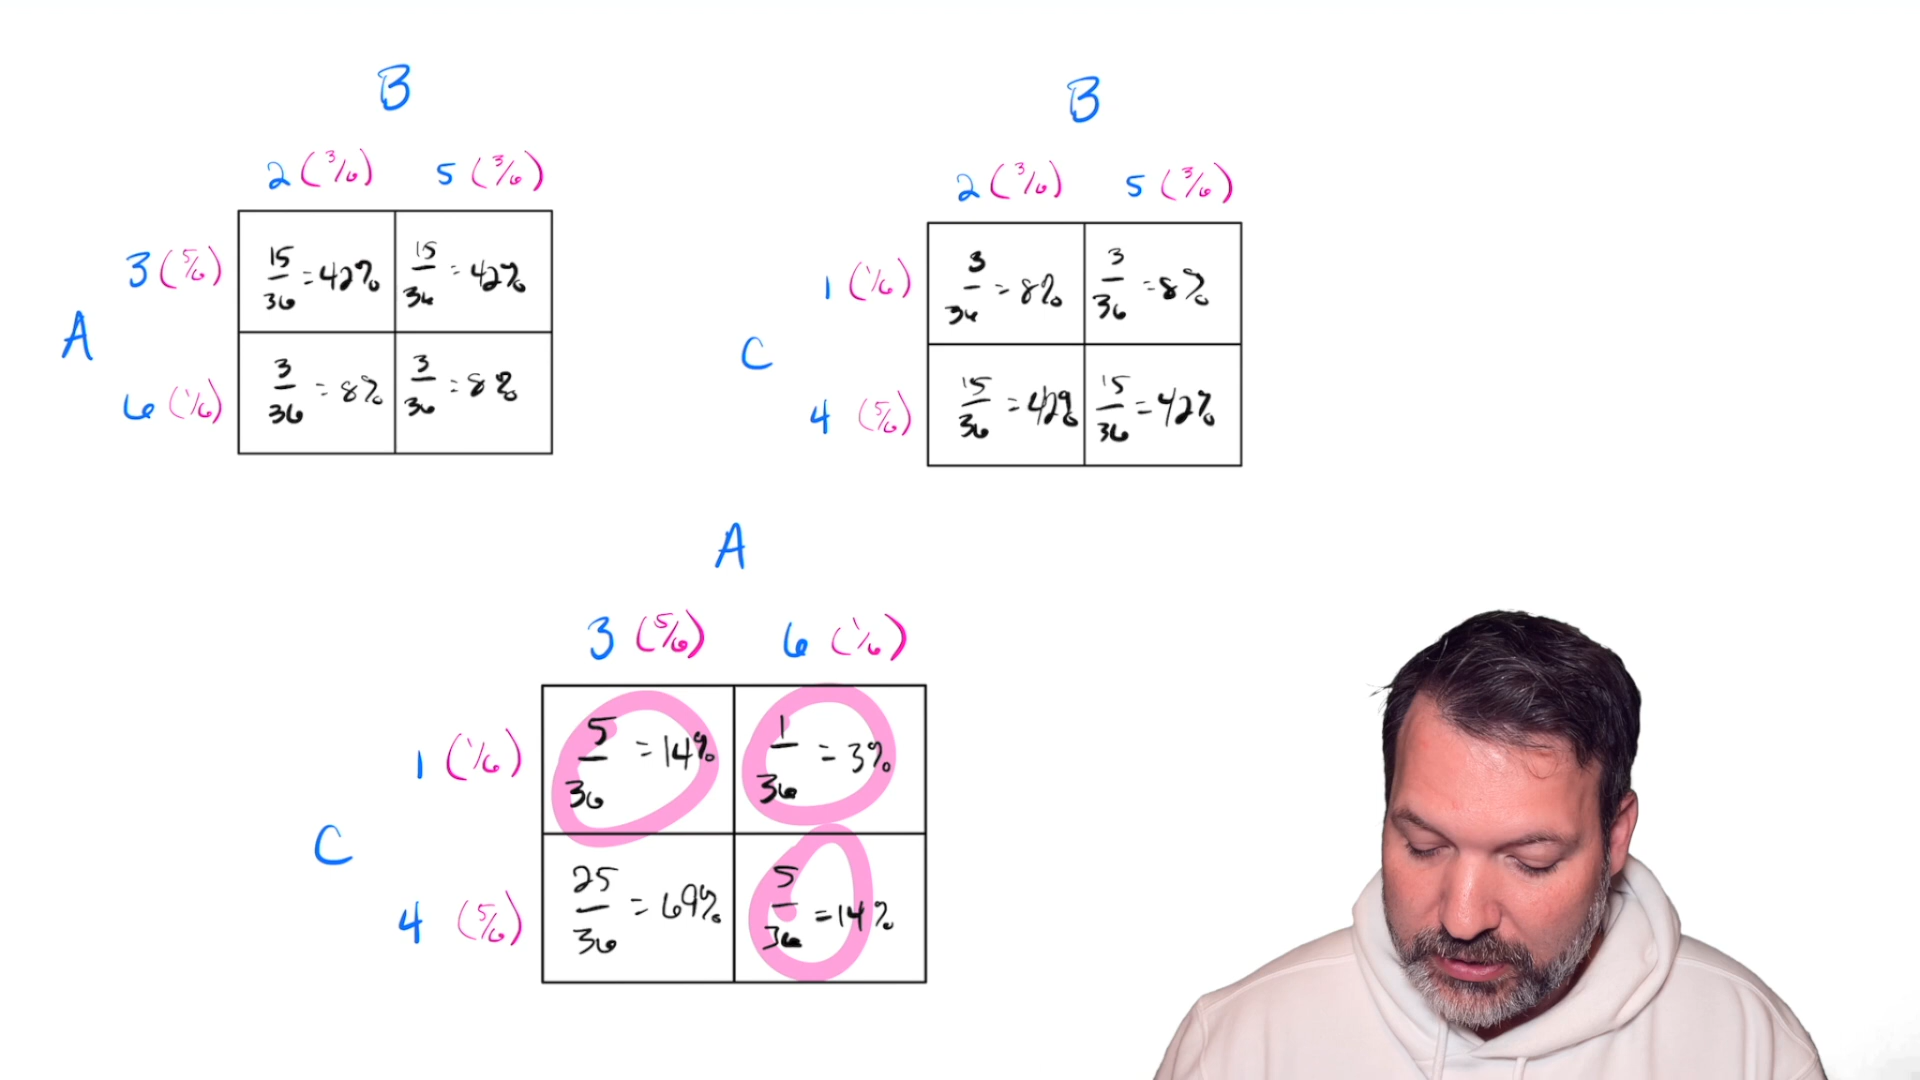 B
2 (3/6) 5 (3/6)
3 (5/6) 15/36 = 42% 15/36 = 42%
A
6 (1/6) 3/36 = 8% 3/36 = 8%
B
2 (3/6) 5 (3/6)
1 (1/6) 3/36 = 8% 3/36 = 8%
C
4 (5/6) 15/36 = 42% 15/36 = 42%
A
3 (5/6) 6 (1/6)
1 (1/6) 5/36 = 14% 1/36 = 3%
C
4 (5/6) 25/36 = 69% 5/36 = 14%